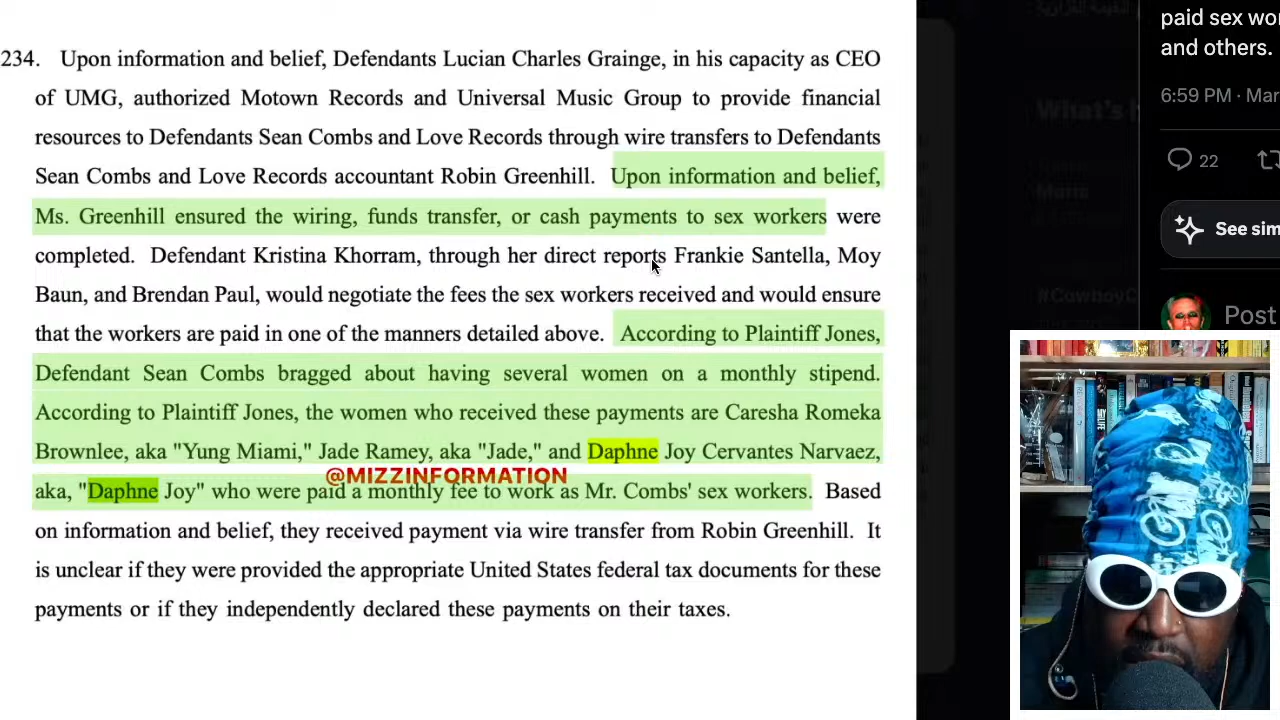 234. Upon information and belief, Defendants Lucian Charles Grainge, in his capacity as CEO
of UMG, authorized Motown Records and Universal Music Group to provide financial
resources to Defendants Sean Combs and Love Records through wire transfers to Defendants
Sean Combs and Love Records accountant Robin Greenhill. Upon information and belief,
Ms. Greenhill ensured the wiring, funds transfer, or cash payments to sex workers were
completed. Defendant Kristina Khorram, through her direct reports Frankie Santella, Moy
Baun, and Brendan Paul, would negotiate the fees the sex workers received and would ensure
that the workers are paid in one of the manners detailed above. According to Plaintiff Jones,
Defendant Sean Combs bragged about having several women on a monthly stipend.
According to Plaintiff Jones, the women who received these payments are Caresha Romeka
Brownlee, aka "Yung Miami," Jade Ramey, aka "Jade," and Daphne Joy Cervantes Narvaez,
@MIZZINFORMATION
aka, "Daphne Joy" who were paid a monthly fee to work as Mr. Combs' sex workers. Based
on information and belief, they received payment via wire transfer from Robin Greenhill. It
is unclear if they were provided the appropriate United States federal tax documents for these
payments or if they independently declared these payments on their taxes.
paid sex wor
and others.
6:59 PM · Mar
22
See sim
Post
What's h
Music
#CowboyC